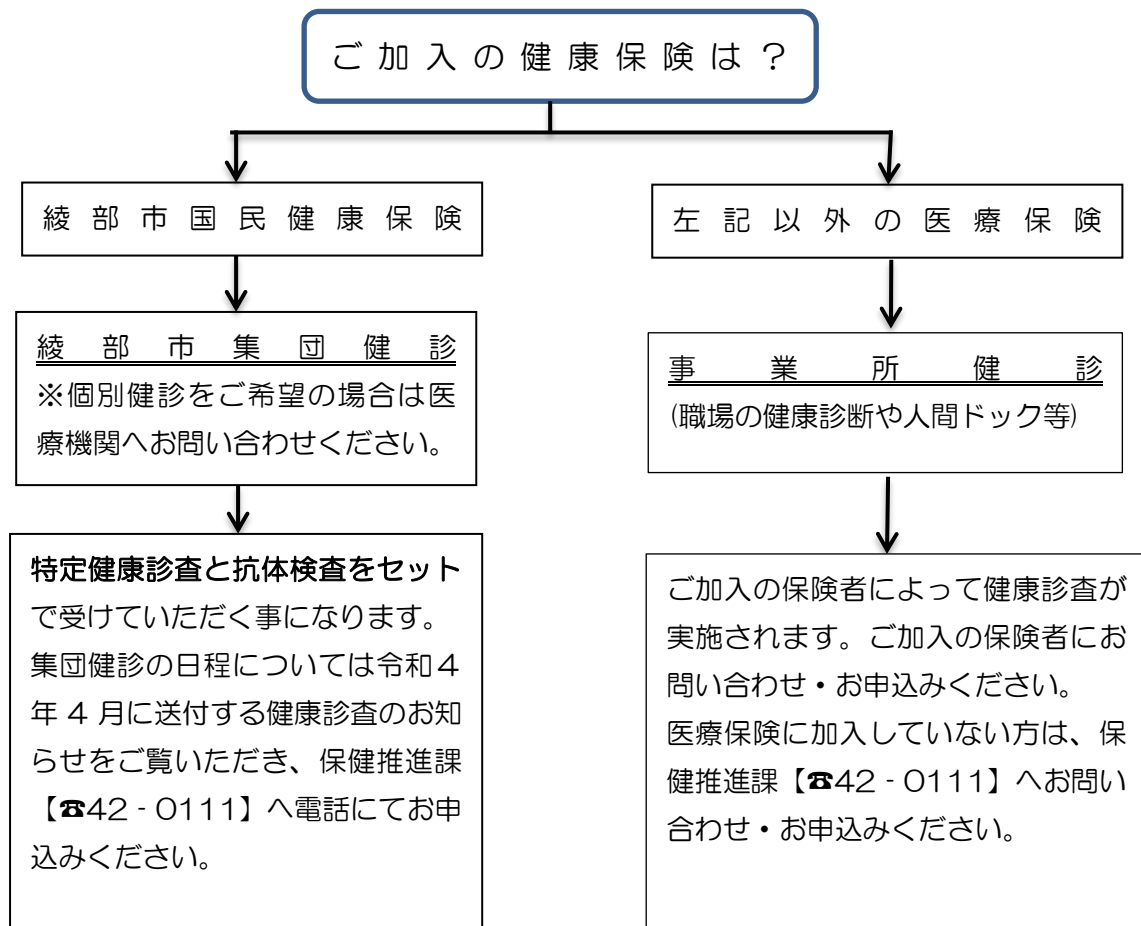 ご加入の健康保険は？
綾部市国民健康保険
左記以外の医療保険
綾部市集団健診
※個別健診をご希望の場合は医
療機関へお問い合わせください。
事業所健診
(職場の健康診断や人間ドック等)
特定健康診査と抗体検査をセット
で受けていただく事になります。
集団健診の日程については令和４
年 4 月に送付する健康診査のお知
らせをご覧いただき、保健推進課
【☎42‐0111】へ電話にてお申
込みください。
ご加入の保険者によって健康診査が
実施されます。ご加入の保険者にお
問い合わせ・お申込みください。
医療保険に加入していない方は、保
健推進課【☎42‐0111】へお問い
合わせ・お申込みください。